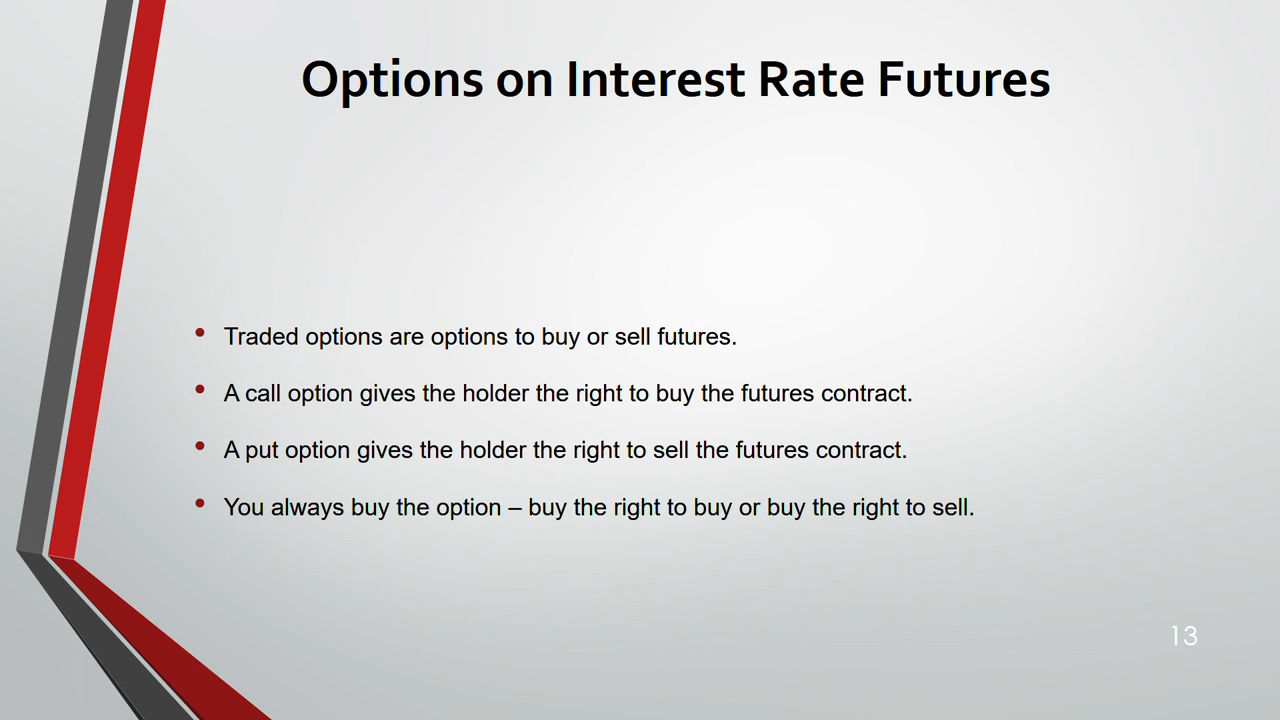 Options on Interest Rate Futures
• Traded options are options to buy or sell futures.
• A call option gives the holder the right to buy the futures contract.
• A put option gives the holder the right to sell the futures contract.
• You always buy the option – buy the right to buy or buy the right to sell.
13